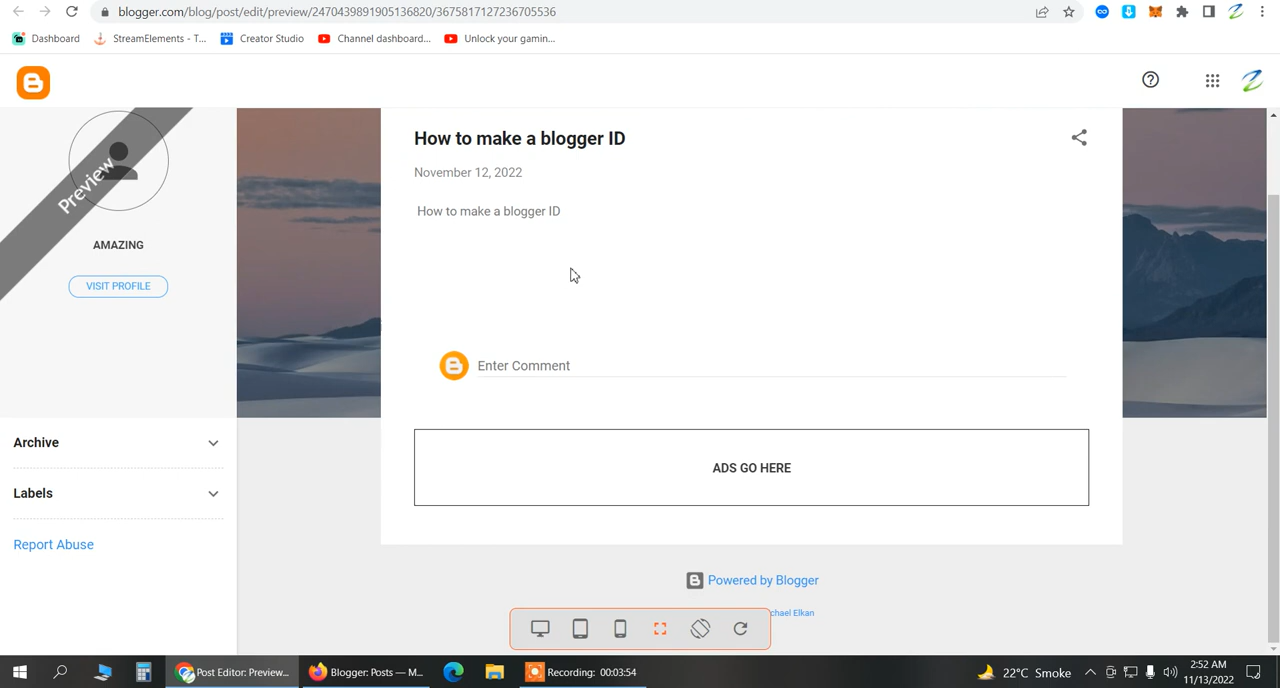 blogger.com/blog/post/edit/preview/2470439891905136820/3675817127236705536
Dashboard
StreamElements - T...
Creator Studio
Channel dashboard...
Unlock your gamin...
Preview
AMAZING
VISIT PROFILE
Archive
Labels
Report Abuse
How to make a blogger ID
November 12, 2022
How to make a blogger ID
Enter Comment
ADS GO HERE
Powered by Blogger
chael Elkan
Post Editor: Preview...
Blogger: Posts — M...
Recording: 00:03:54
22°C Smoke
2:52 AM
11/13/2022